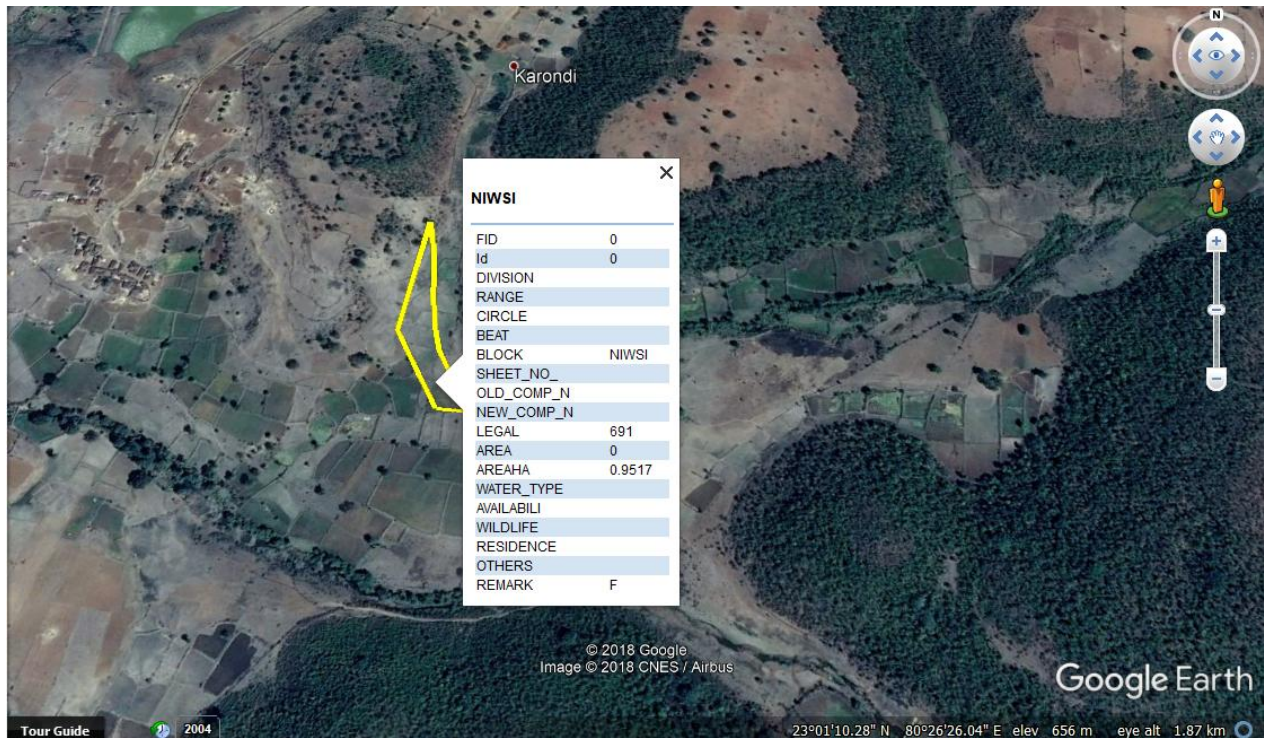 N
Karondi
NIWSI
FID 0
Id 0
DIVISION
RANGE
CIRCLE
BEAT
BLOCK NIWSI
SHEET_NO_
OLD_COMP_N
NEW_COMP_N
LEGAL 691
AREA 0
AREAHA 0.9517
WATER_TYPE
AVAILABILI
WILDLIFE
RESIDENCE
OTHERS
REMARK F
© 2018 Google
Image © 2018 CNES / Airbus
Google Earth
Tour Guide 2004 23°01'10.28" N 80°26'26.04" E elev 656 m eye alt 1.87 km